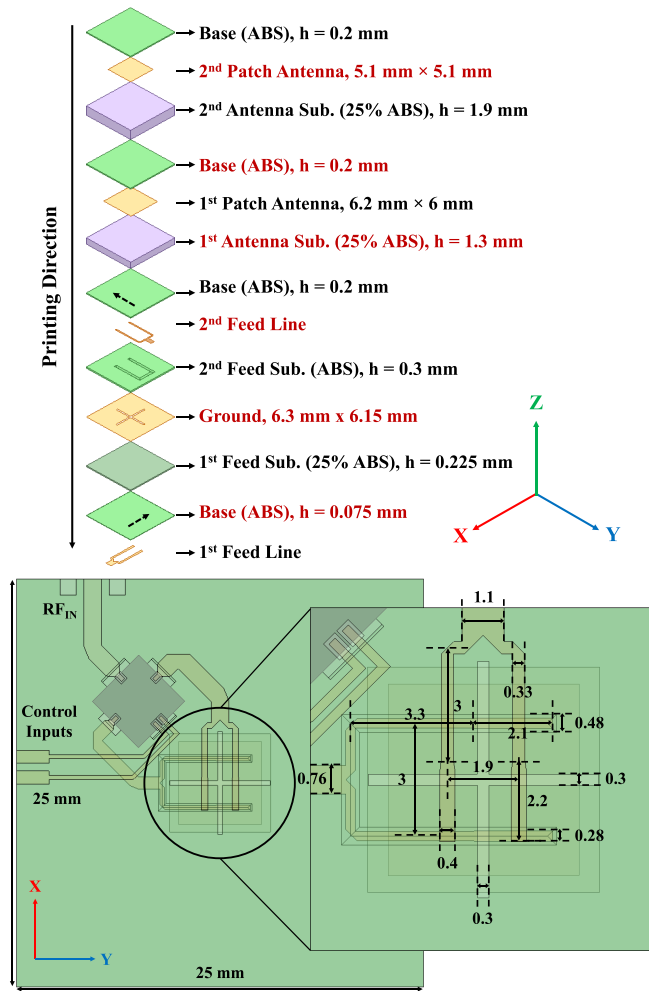 Printing Direction
Base (ABS), h = 0.2 mm
2nd Patch Antenna, 5.1 mm × 5.1 mm
2nd Antenna Sub. (25% ABS), h = 1.9 mm
Base (ABS), h = 0.2 mm
1st Patch Antenna, 6.2 mm × 6 mm
1st Antenna Sub. (25% ABS), h = 1.3 mm
Base (ABS), h = 0.2 mm
2nd Feed Line
2nd Feed Sub. (ABS), h = 0.3 mm
Ground, 6.3 mm x 6.15 mm
1st Feed Sub. (25% ABS), h = 0.225 mm
Base (ABS), h = 0.075 mm
1st Feed Line
Z
X
Y
RFIN
Control
Inputs
25 mm
X
Y
25 mm
1.1
0.33
3
3.3
2.1
0.48
0.76
3
1.9
0.3
2.2
0.28
0.4
0.3